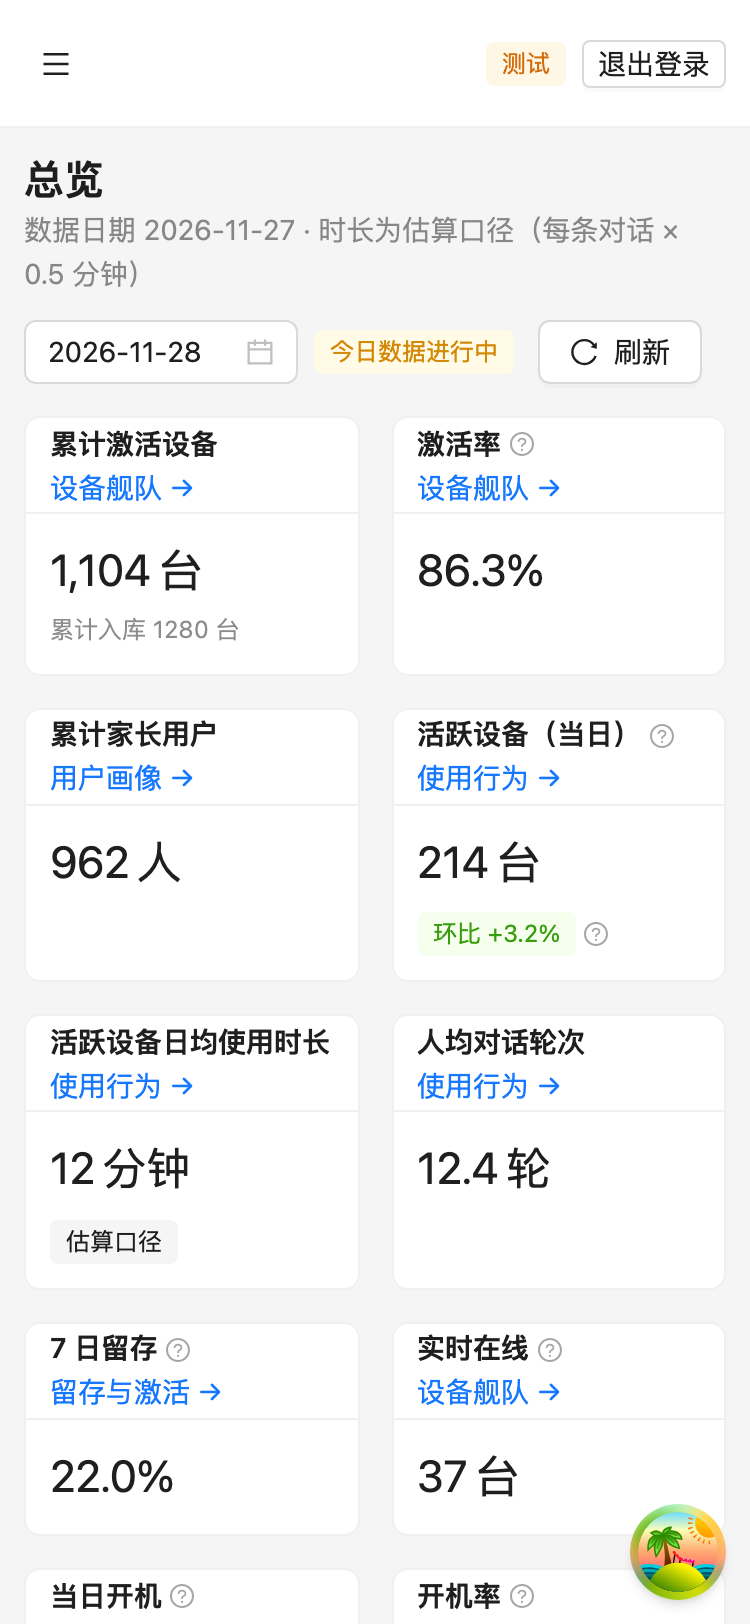 测试
退出登录
总览
数据日期 2026-11-27 · 时长为估算口径（每条对话 ×
0.5 分钟）
2026-11-28
今日数据进行中
刷新
累计激活设备
设备舰队 →
1,104 台
累计入库 1280 台
激活率
设备舰队 →
86.3%
累计家长用户
用户画像 →
962 人
活跃设备（当日）
使用行为 →
214 台
环比 +3.2%
活跃设备日均使用时长
使用行为 →
12 分钟
估算口径
人均对话轮次
使用行为 →
12.4 轮
7 日留存
留存与激活 →
22.0%
实时在线
设备舰队 →
37 台
当日开机
开机率